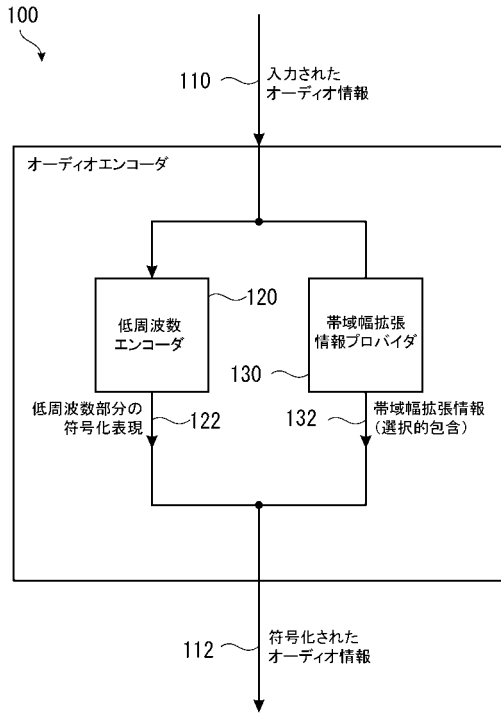 100
110
入力された
オーディオ情報
オーディオエンコーダ
低周波数
エンコーダ
120
帯域幅拡張
情報プロバイダ
130
低周波数部分の
符号化表現
122
132
帯域幅拡張情報
(選択的包含)
112
符号化された
オーディオ情報